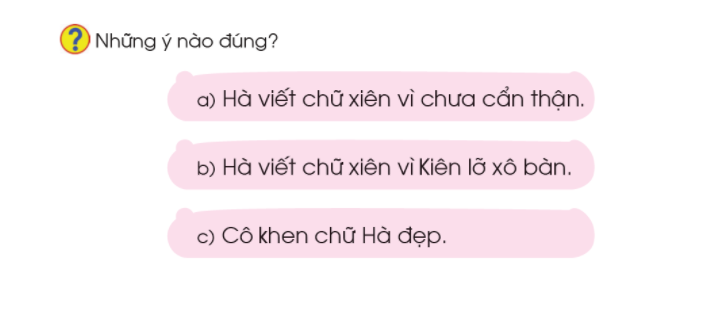 ? Những ý nào đúng?
a) Hà viết chữ xiên vì chưa cẩn thận.
b) Hà viết chữ xiên vì Kiên lỡ xô bàn.
c) Cô khen chữ Hà đẹp.